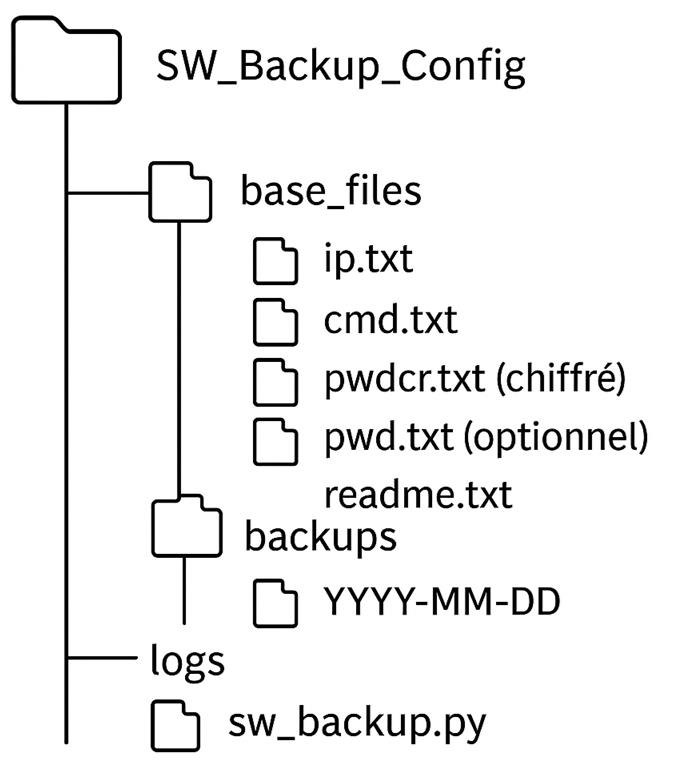 SW_Backup_Config
base_files
ip.txt
cmd.txt
pwdcr.txt (chiffré)
pwd.txt (optionnel)
readme.txt
backups
YYYY-MM-DD
logs
sw_backup.py